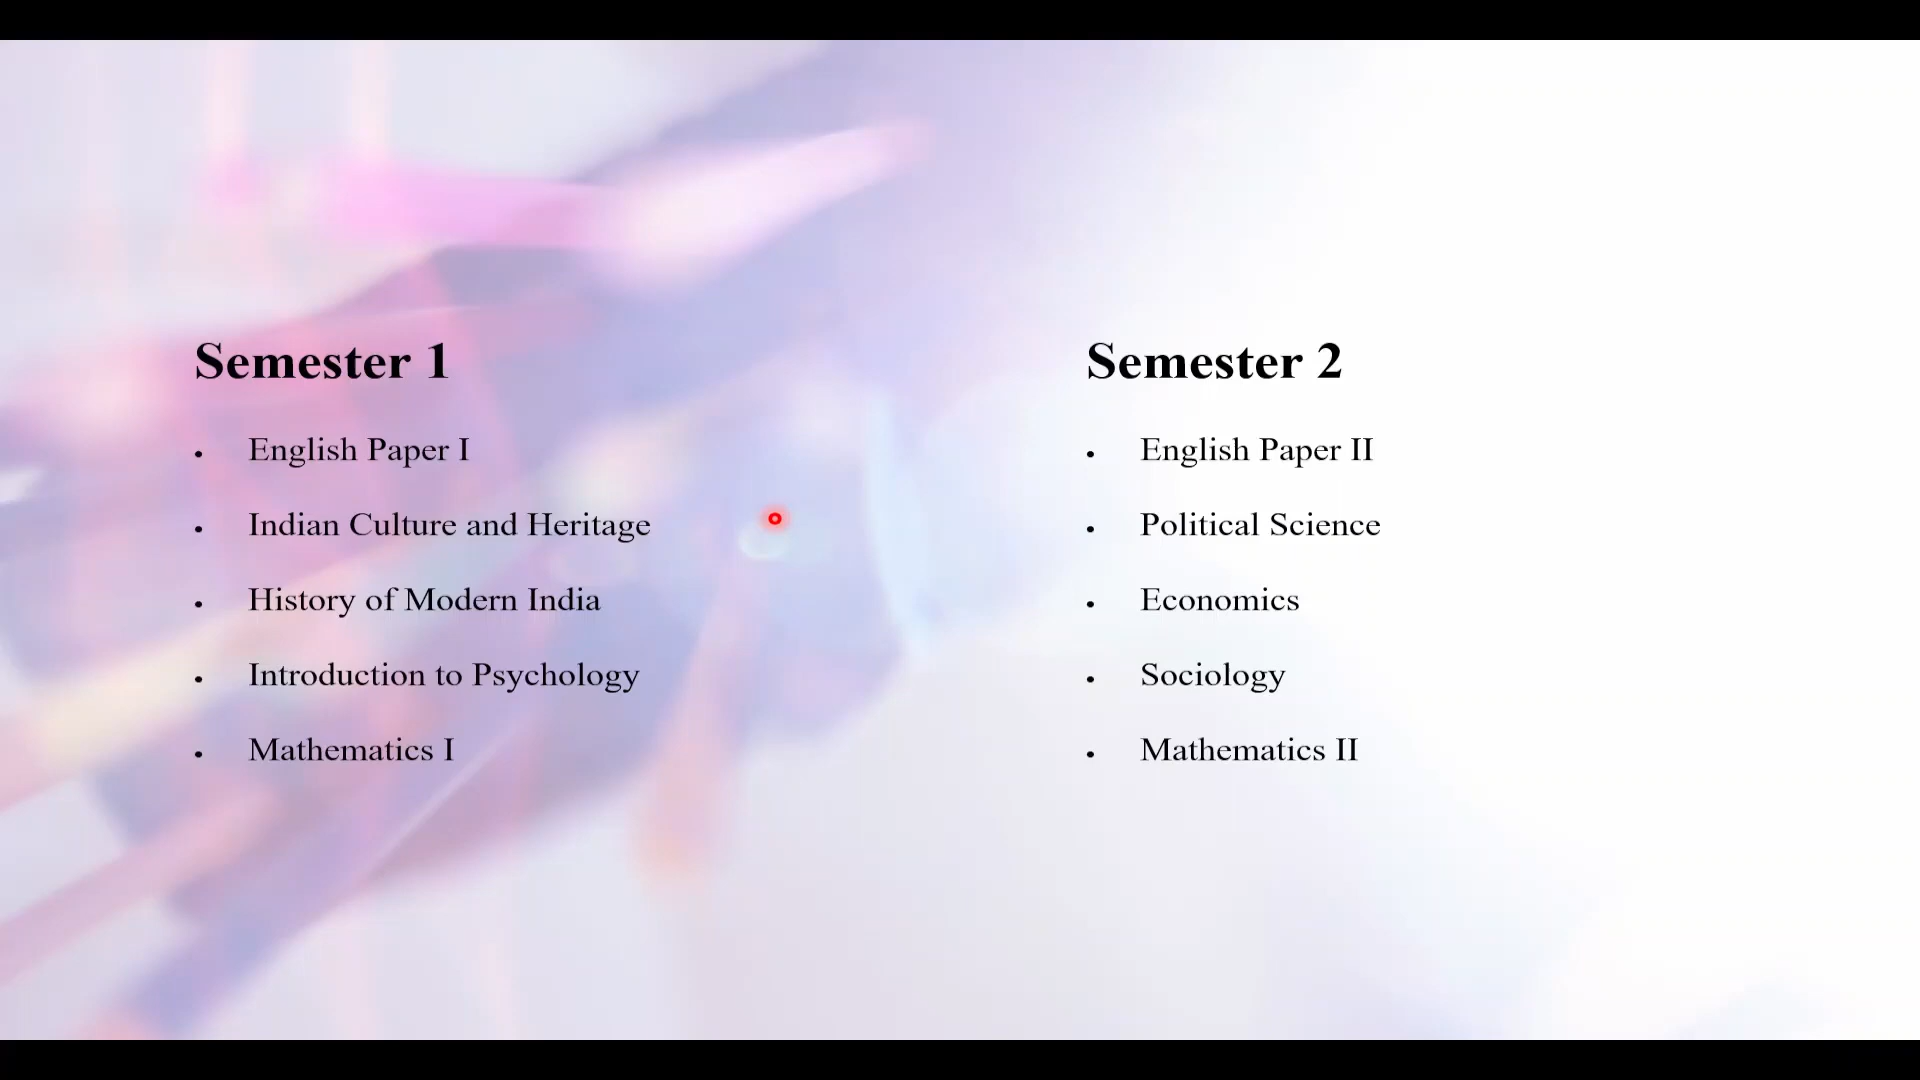 Semester 1
• English Paper I
• Indian Culture and Heritage
• History of Modern India
• Introduction to Psychology
• Mathematics I
Semester 2
• English Paper II
• Political Science
• Economics
• Sociology
• Mathematics II